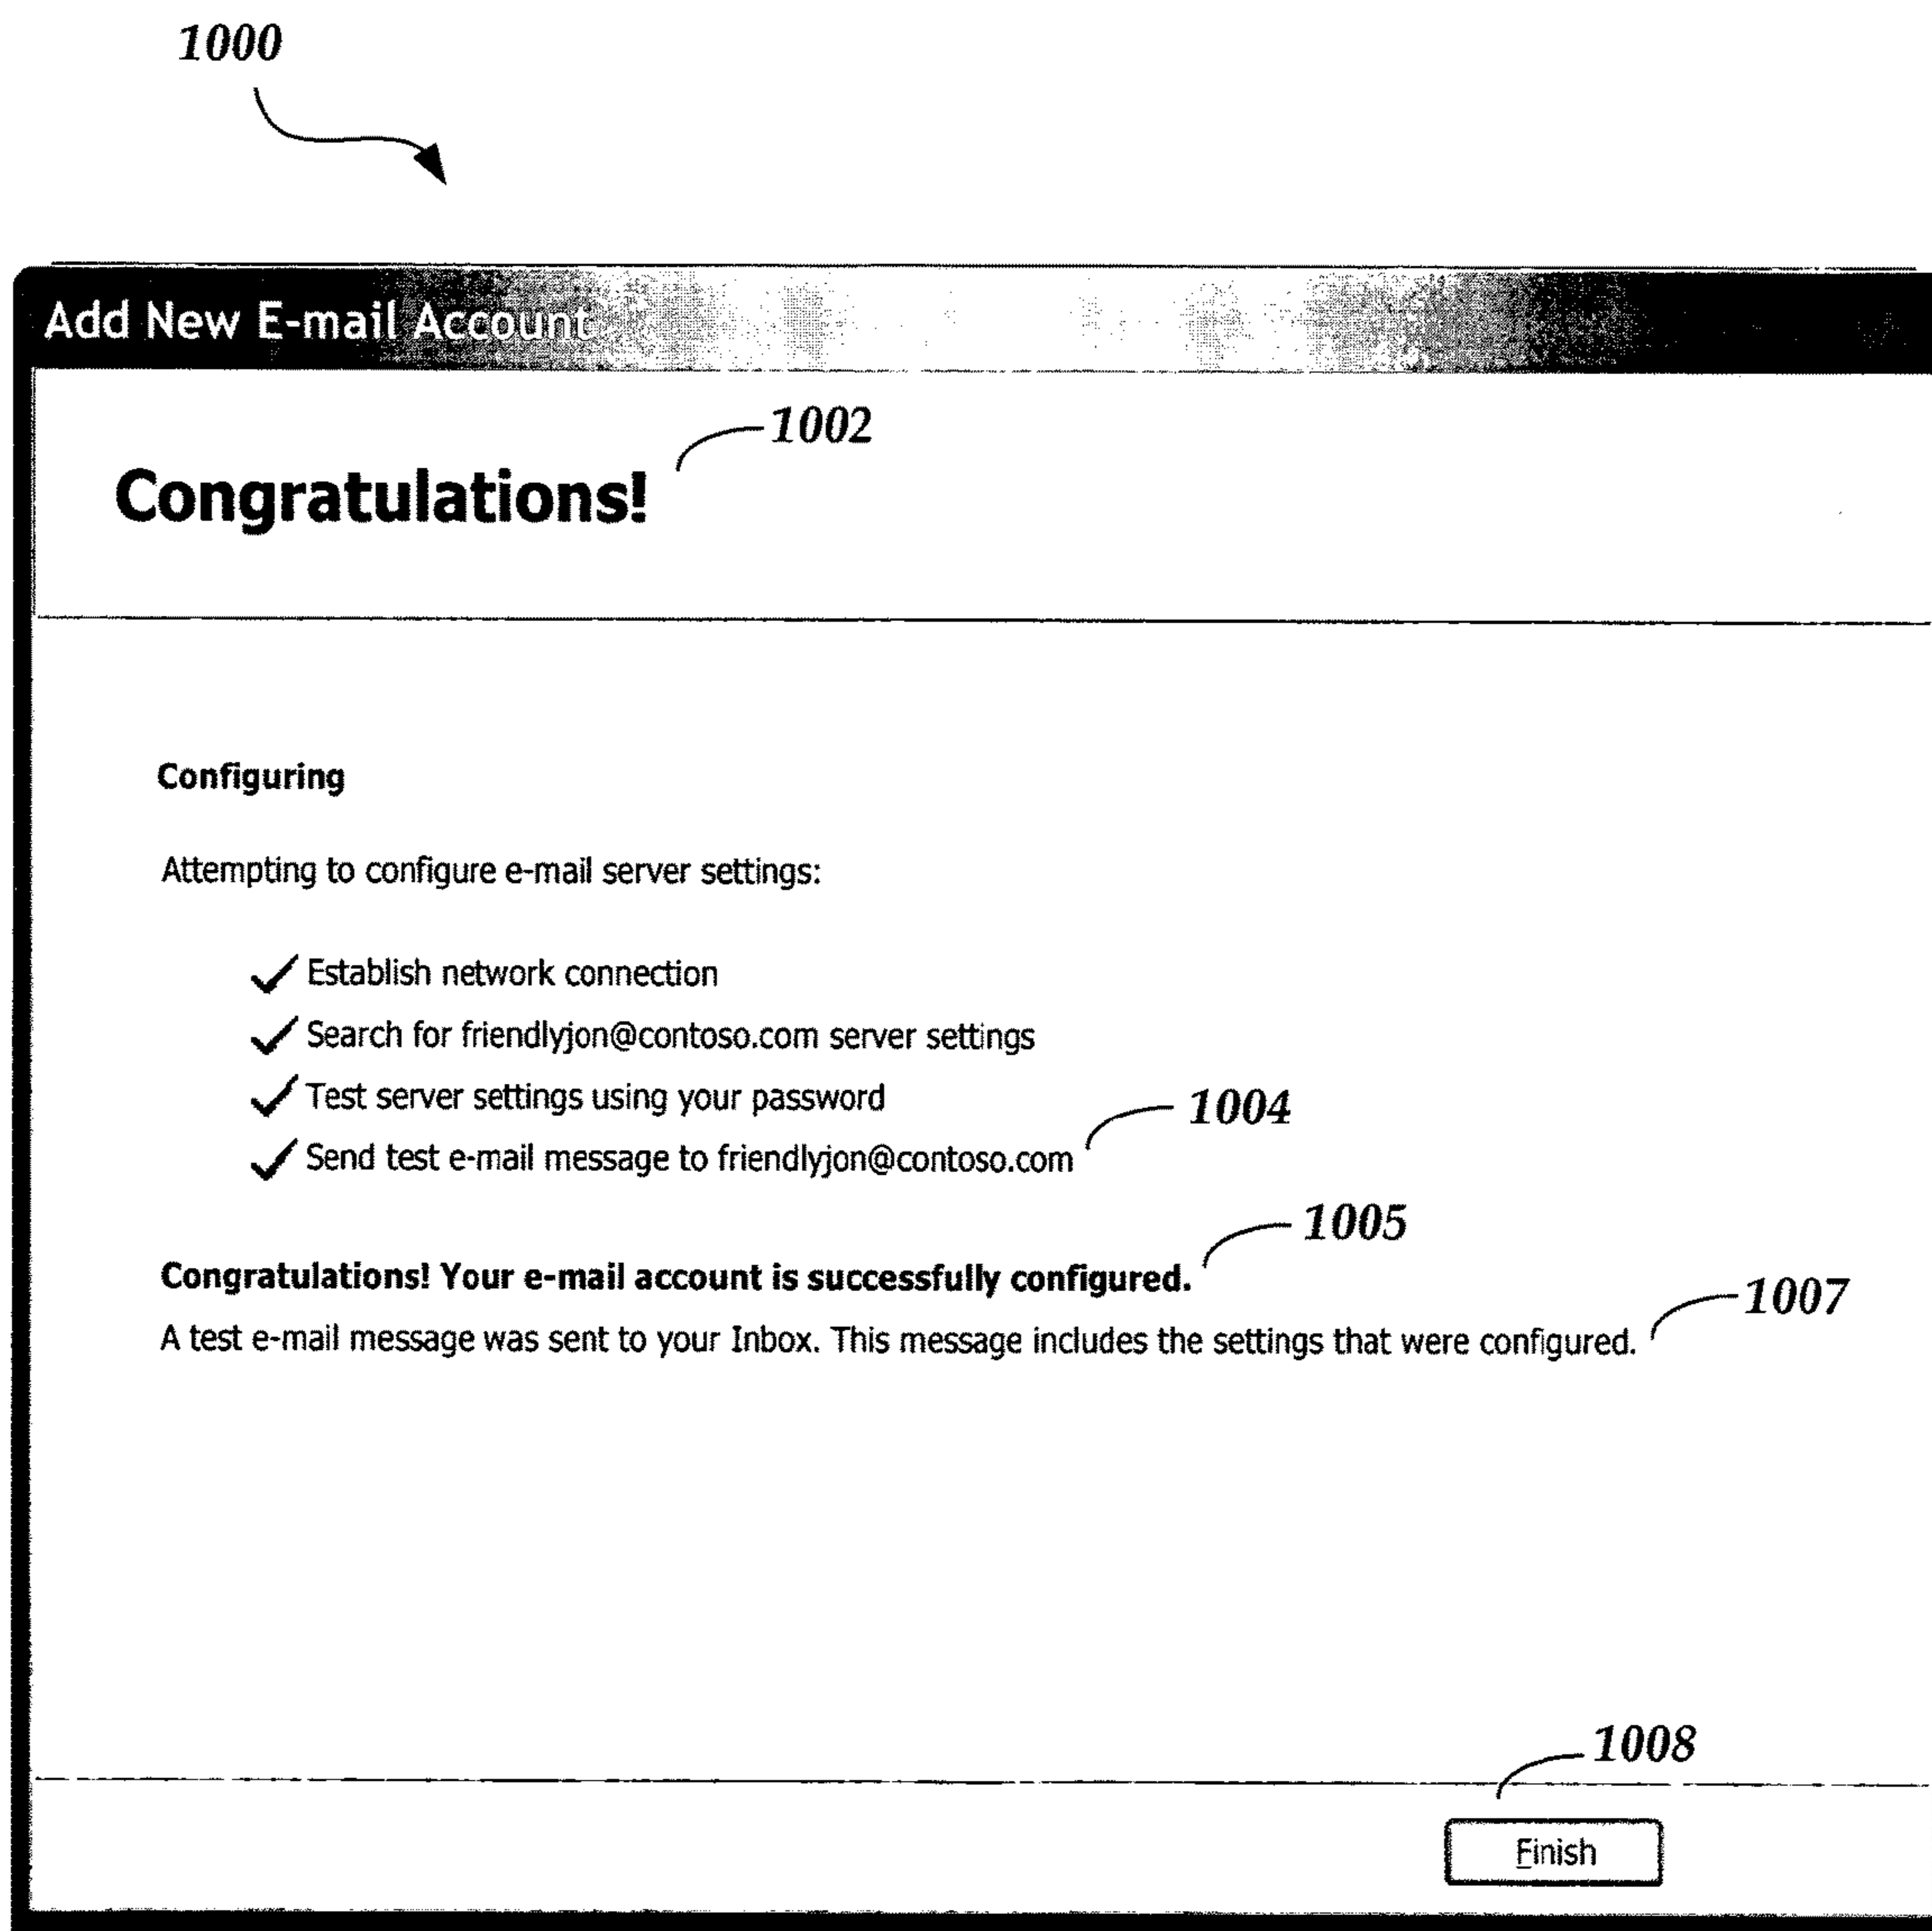 1000
Add New E-mail Account
1002
Congratulations!
Configuring
Attempting to configure e-mail server settings:
Establish network connection
Search for friendlyjon@contoso.com server settings
Test server settings using your password
1004
Send test e-mail message to friendlyjon@contoso.com
1005
Congratulations! Your e-mail account is successfully configured.
1007
A test e-mail message was sent to your Inbox. This message includes the settings that were configured.
1008
Finish